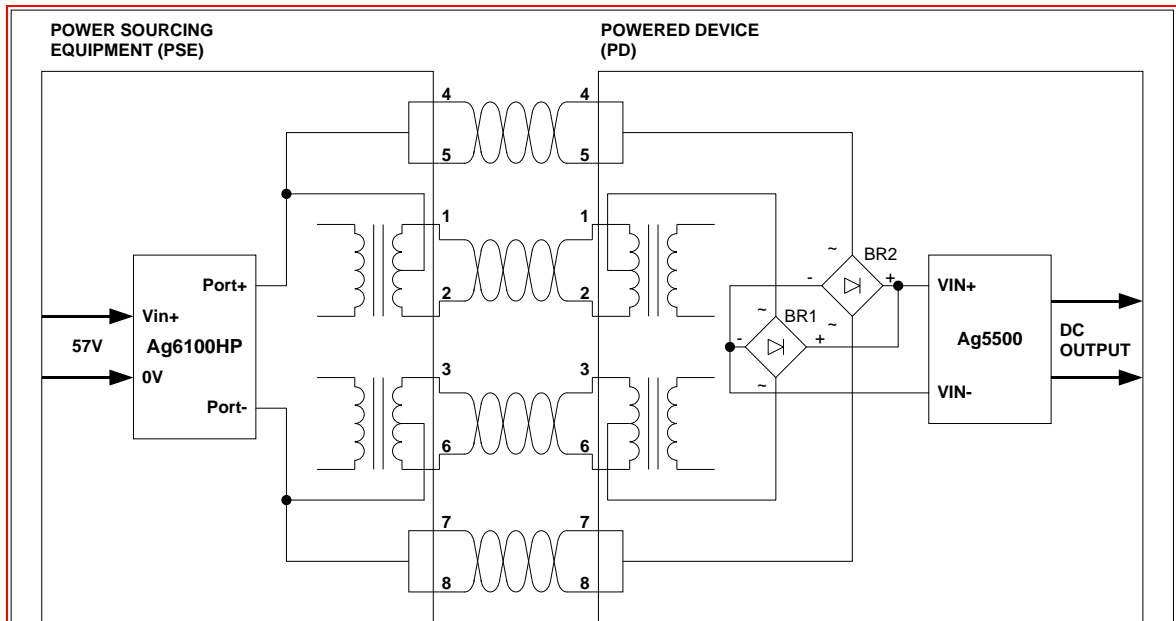 POWER SOURCING
EQUIPMENT (PSE)
POWERED DEVICE
(PD)
4
4
5
5
1
1
2
2
3
3
6
6
7
7
8
8
Port+
Vin+
57V
Ag6100HP
0V
Port-
~
BR2
-
+
~
~
BR1
-
+
~
VIN+
Ag5500
VIN-
DC
OUTPUT